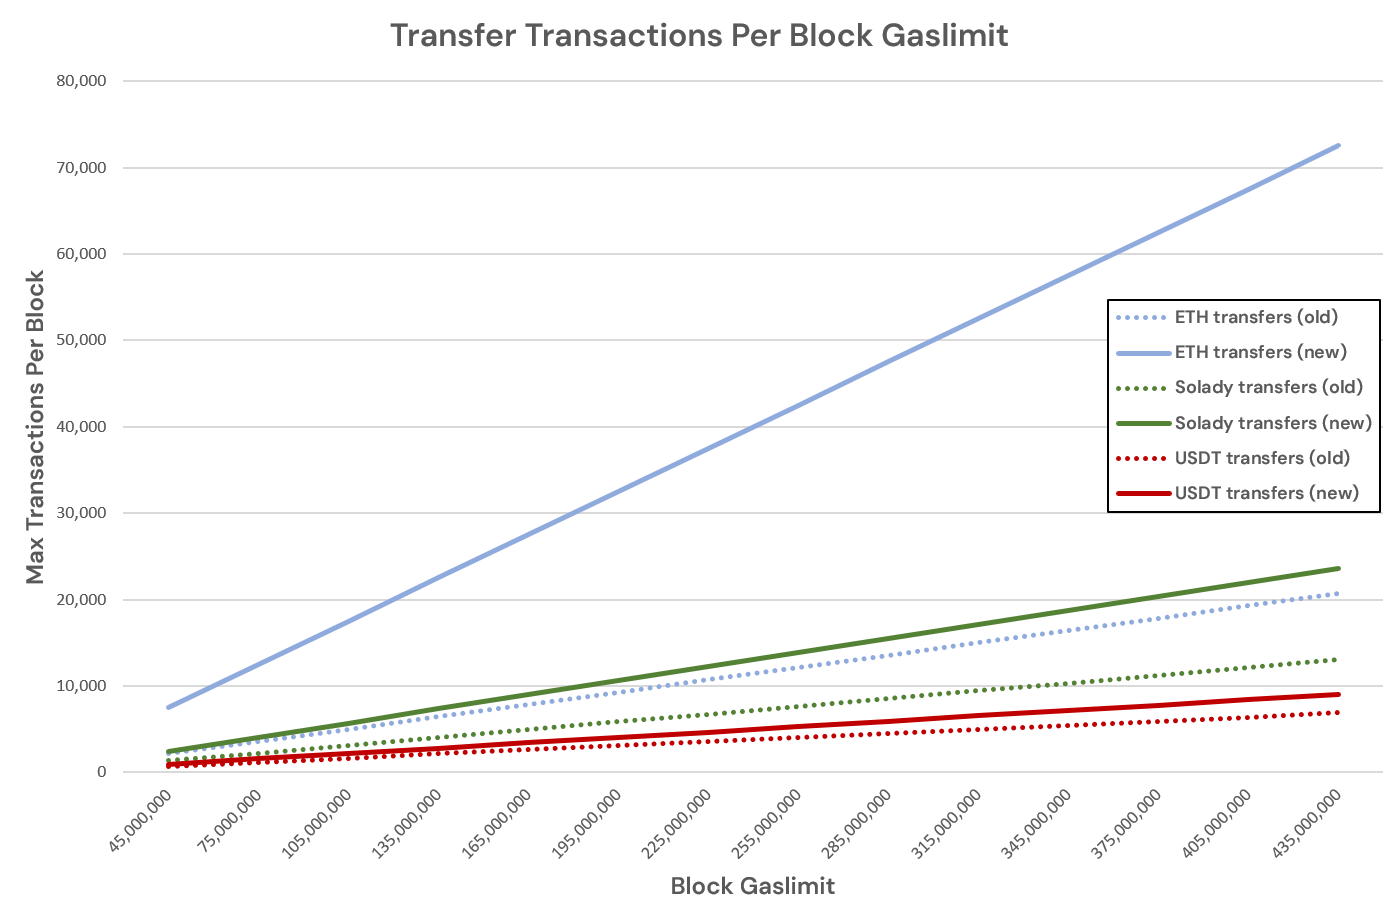 Transfer Transactions Per Block Gaslimit
Max Transactions Per Block
80,000
70,000
60,000
50,000
40,000
30,000
20,000
10,000
0
ETH transfers (old)
ETH transfers (new)
Solady transfers (old)
Solady transfers (new)
USDT transfers (old)
USDT transfers (new)
45,000,000
75,000,000
105,000,000
135,000,000
165,000,000
195,000,000
225,000,000
255,000,000
285,000,000
315,000,000
345,000,000
375,000,000
405,000,000
435,000,000
Block Gaslimit